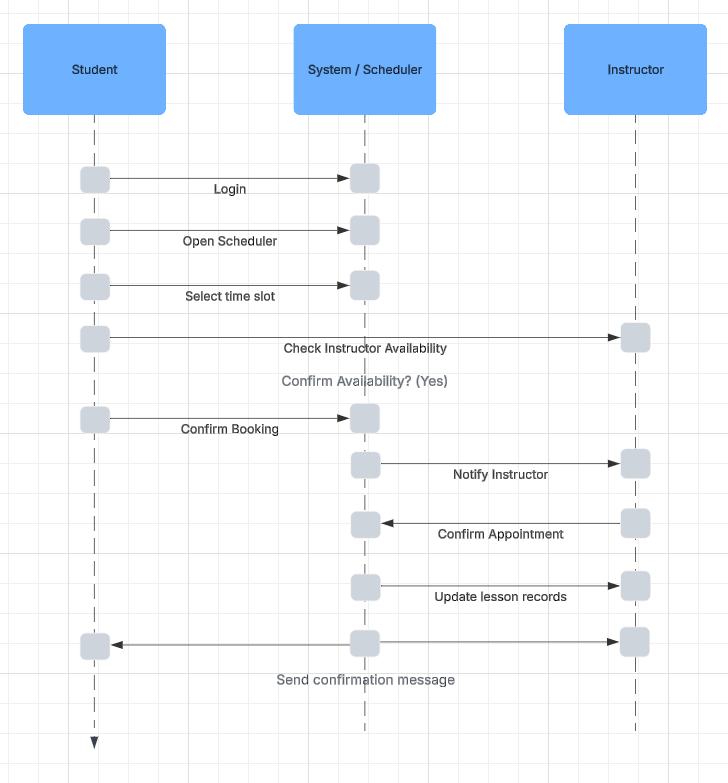 Student
System / Scheduler
Instructor
Login
Open Scheduler
Select time slot
Check Instructor Availability
Confirm Availability? (Yes)
Confirm Booking
Notify Instructor
Confirm Appointment
Update lesson records
Send confirmation message